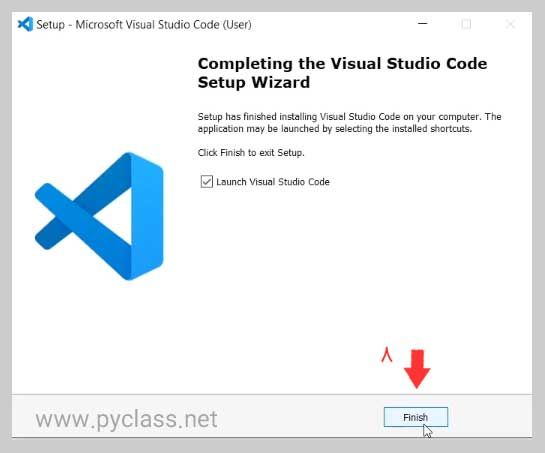 Setup - Microsoft Visual Studio Code (User)
Completing the Visual Studio Code
Setup Wizard
Setup has finished installing Visual Studio Code on your computer. The
application may be launched by selecting the installed shortcuts.
Click Finish to exit Setup.
Launch Visual Studio Code
۸
www.pyclass.net
Finish